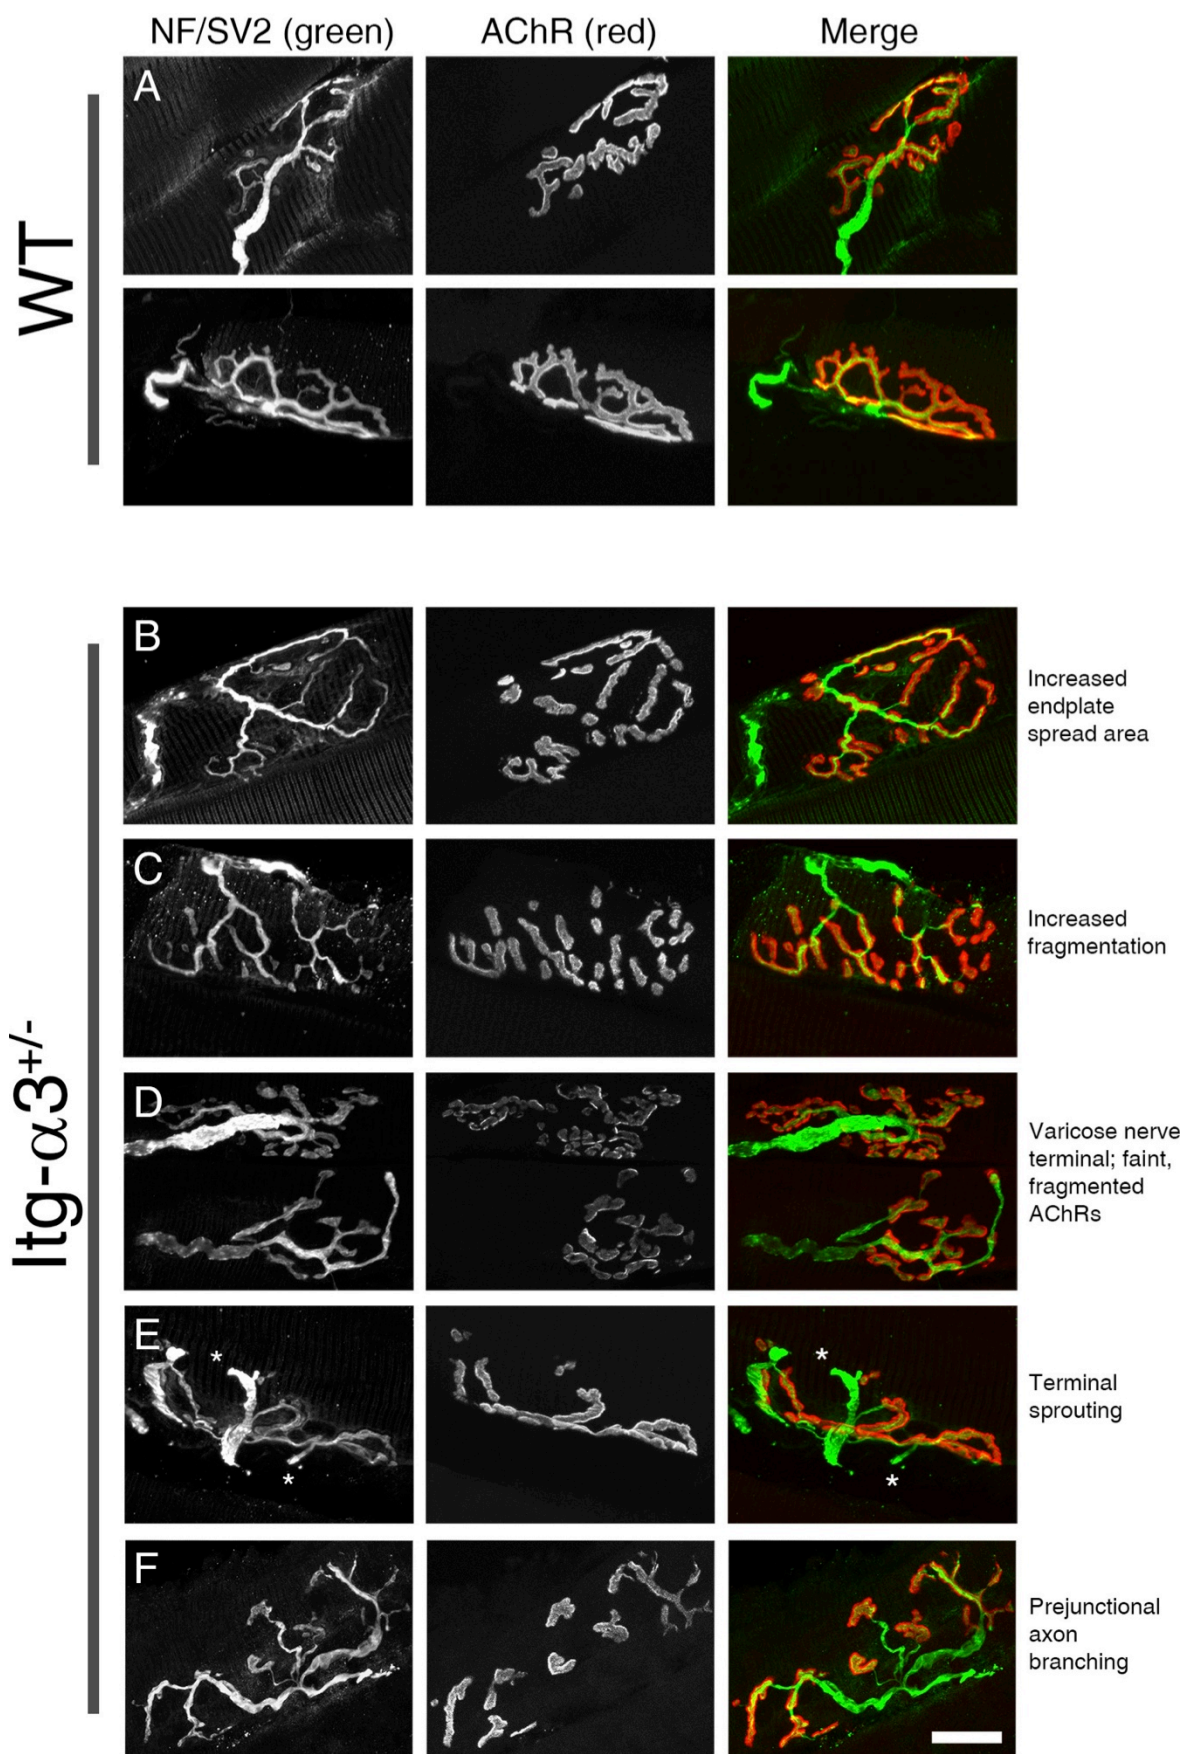 NF/SV2 (green) AChR (red) Merge
WT
A
Itg-α3+/-
B
Increased
endplate
spread area
C
Increased
fragmentation
D
Varicose nerve
terminal; faint,
fragmented
AChRs
E
*
*
*
*
Terminal
sprouting
F
Prejunctional
axon
branching